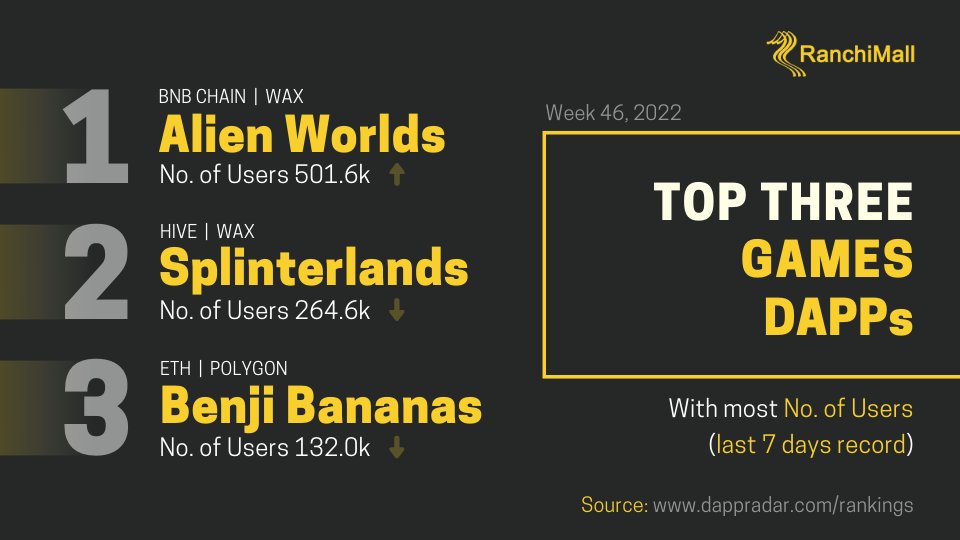 RanchiMall
1
BNB CHAIN | WAX
Alien Worlds
No. of Users 501.6k
2
HIVE | WAX
Splinterlands
No. of Users 264.6k
3
ETH | POLYGON
Benji Bananas
No. of Users 132.0k
Week 46, 2022
TOP THREE
GAMES
DAPPs
With most No. of Users
(last 7 days record)
Source: www.dappradar.com/rankings